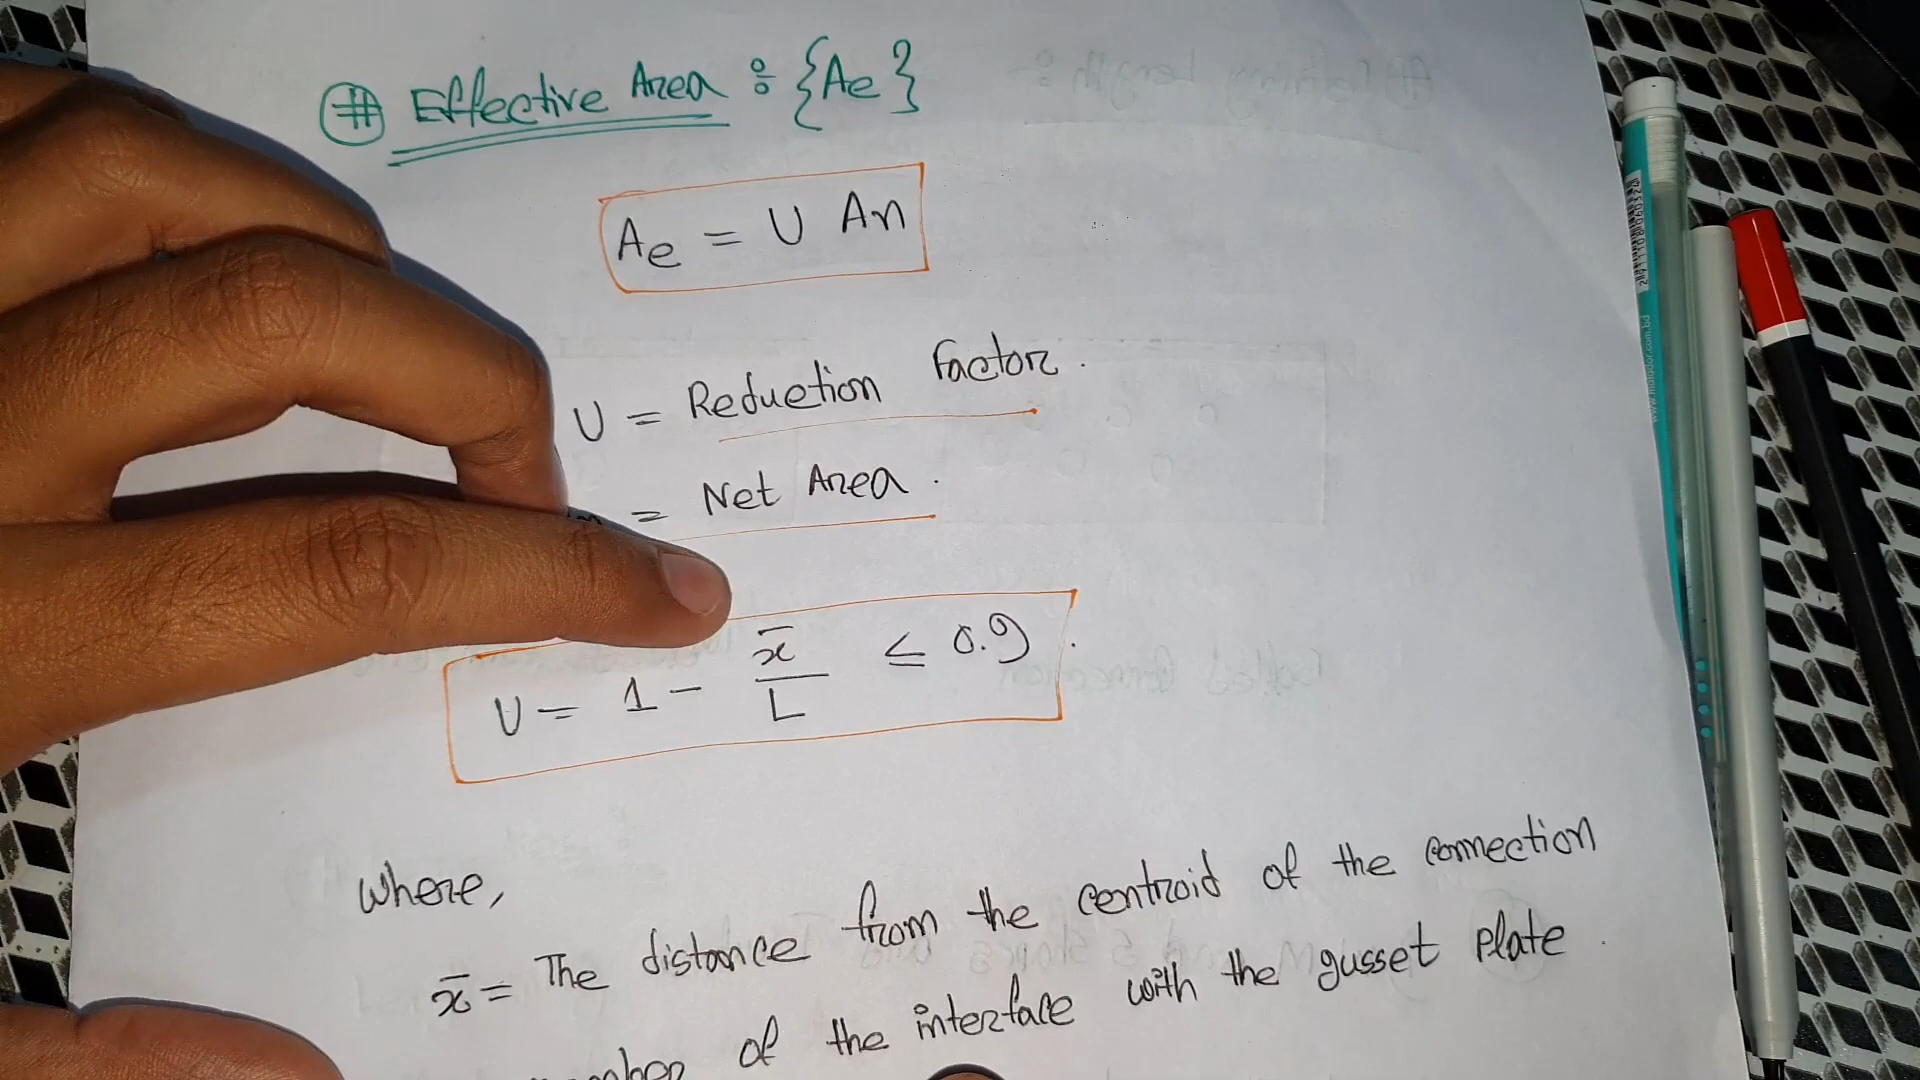 # Effective Area : {Ae}
Ae = U An
U = Reduction factor.
= Net Area.
U = 1 - x̄/L ≤ 0.9
Where,
x̄ = The distance from the centroid of the connection
of the interface with the gusset plate.